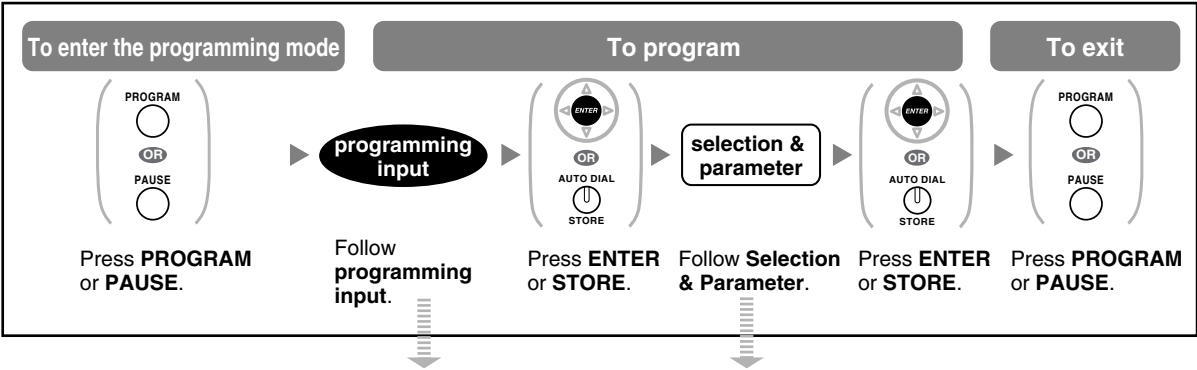 To enter the programming mode
To program
To exit
PROGRAM
OR
PAUSE
programming
input
ENTER
OR
AUTO DIAL
STORE
selection &
parameter
ENTER
OR
AUTO DIAL
STORE
PROGRAM
OR
PAUSE
Press PROGRAM
or PAUSE.
Follow
programming
input.
Press ENTER
or STORE.
Follow Selection
& Parameter.
Press ENTER
or STORE.
Press PROGRAM
or PAUSE.